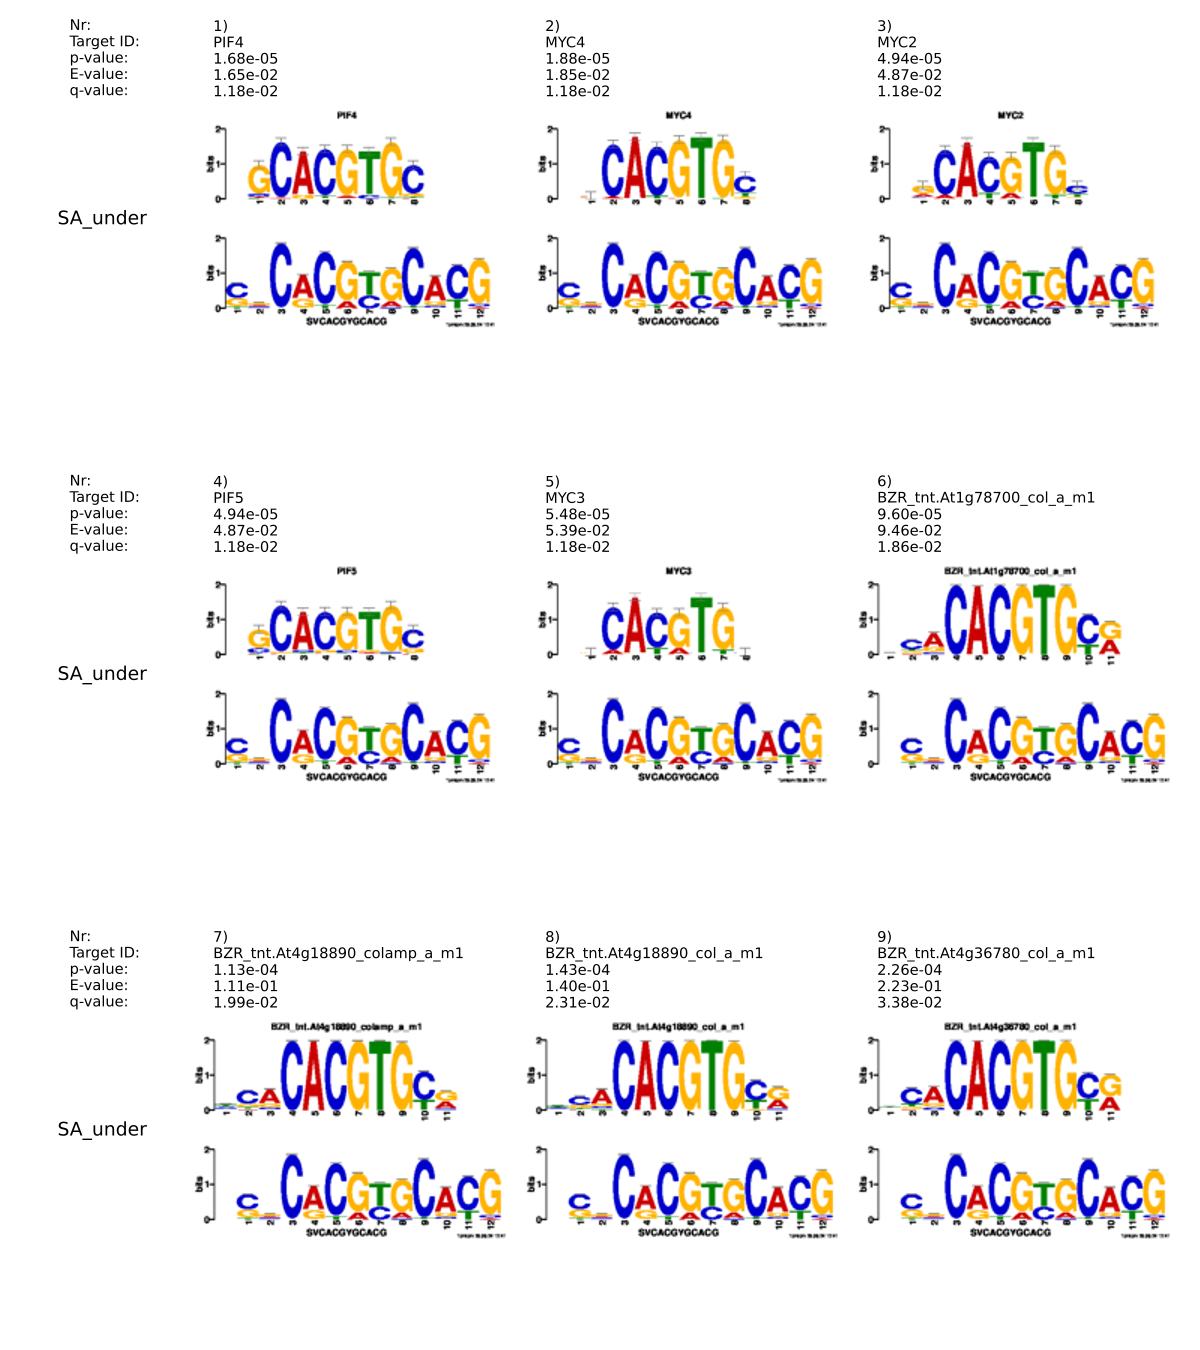 Nr: 1) 2) 3)
Target ID: PIF4 MYC4 MYC2
p-value: 1.68e-05 1.88e-05 4.94e-05
E-value: 1.65e-02 1.85e-02 4.87e-02
q-value: 1.18e-02 1.18e-02 1.18e-02
PIF4 MYC4 MYC2
SA_under
SVCACGYGCACG SVCACGYGCACG SVCACGYGCACG
Nr: 4) 5) 6)
Target ID: PIF5 MYC3 BZR_tnt.At1g78700_col_a_m1
p-value: 4.94e-05 5.48e-05 9.60e-05
E-value: 4.87e-02 5.39e-02 9.46e-02
q-value: 1.18e-02 1.18e-02 1.86e-02
PIF5 MYC3 BZR_tnt.At1g78700_col_a_m1
SA_under
SVCACGYGCACG SVCACGYGCACG SVCACGYGCACG
Nr: 7) 8) 9)
Target ID: BZR_tnt.At4g18890_colamp_a_m1 BZR_tnt.At4g18890_col_a_m1 BZR_tnt.At4g36780_col_a_m1
p-value: 1.13e-04 1.43e-04 2.26e-04
E-value: 1.11e-01 1.40e-01 2.23e-01
q-value: 1.99e-02 2.31e-02 3.38e-02
BZR_tnt.At4g18890_colamp_a_m1 BZR_tnt.At4g18890_col_a_m1 BZR_tnt.At4g36780_col_a_m1
SA_under
SVCACGYGCACG SVCACGYGCACG SVCACGYGCACG